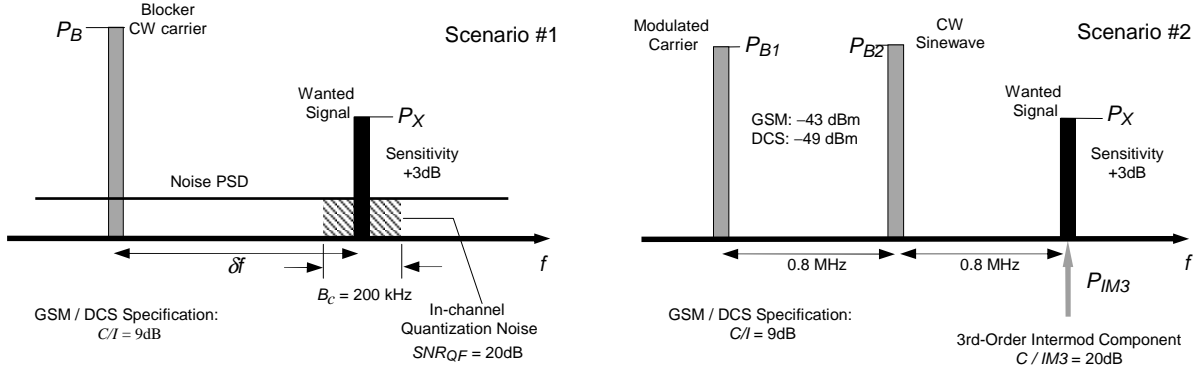 Blocker
CW carrier
P_B
Scenario #1
Wanted
Signal
P_X
Sensitivity
+3dB
Noise PSD
δf
f
B_C = 200 kHz
GSM / DCS Specification:
C/I = 9dB
In-channel
Quantization Noise
SNR_QF = 20dB
Modulated
Carrier
P_B1
P_B2
CW
Sinewave
Scenario #2
GSM: –43 dBm
DCS: –49 dBm
Wanted
Signal
P_X
Sensitivity
+3dB
0.8 MHz
0.8 MHz
f
P_IM3
GSM / DCS Specification:
C/I = 9dB
3rd-Order Intermod Component
C / IM3 = 20dB